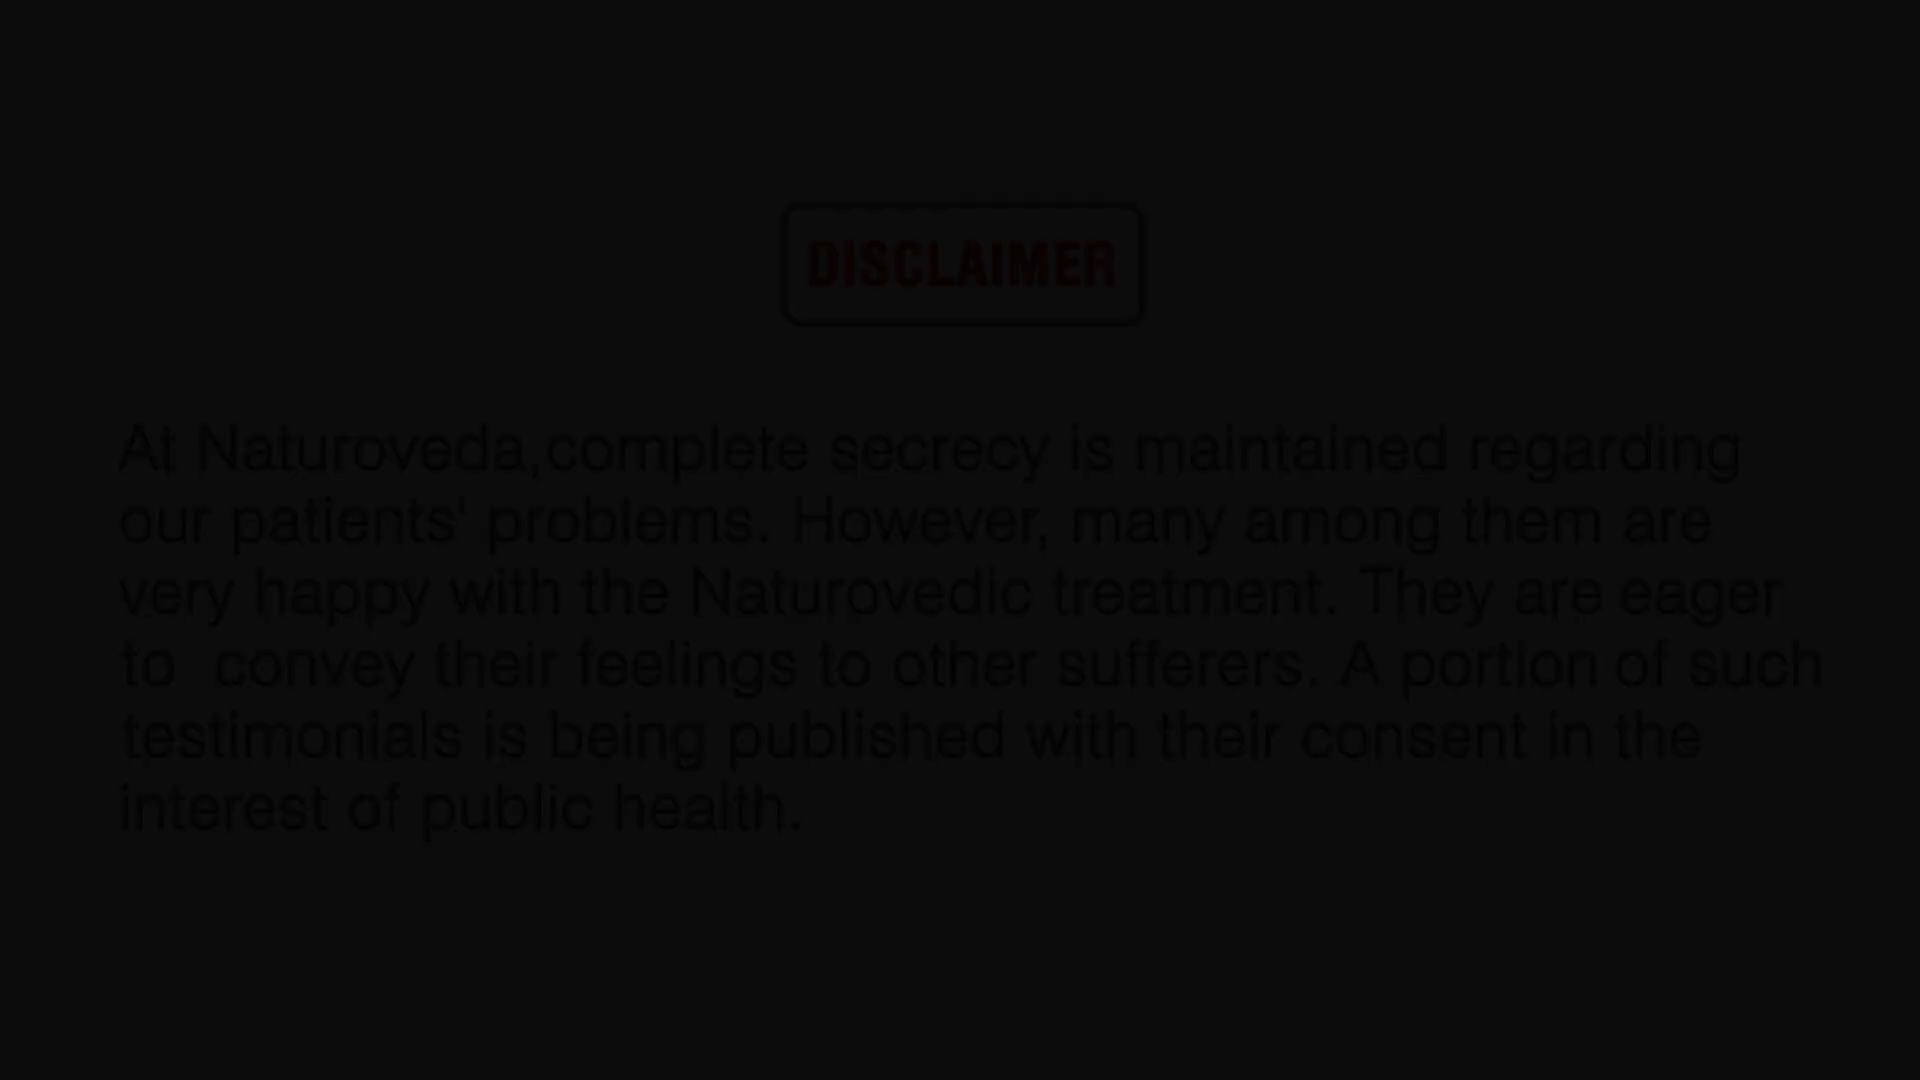 DISCLAIMER
At Naturoveda,complete secrecy is maintained regarding
our patients' problems. However, many among them are
very happy with the Naturovedic treatment. They are eager
to  convey their feelings to other sufferers. A portion of such
testimonials is being published with their consent in the
interest of public health.